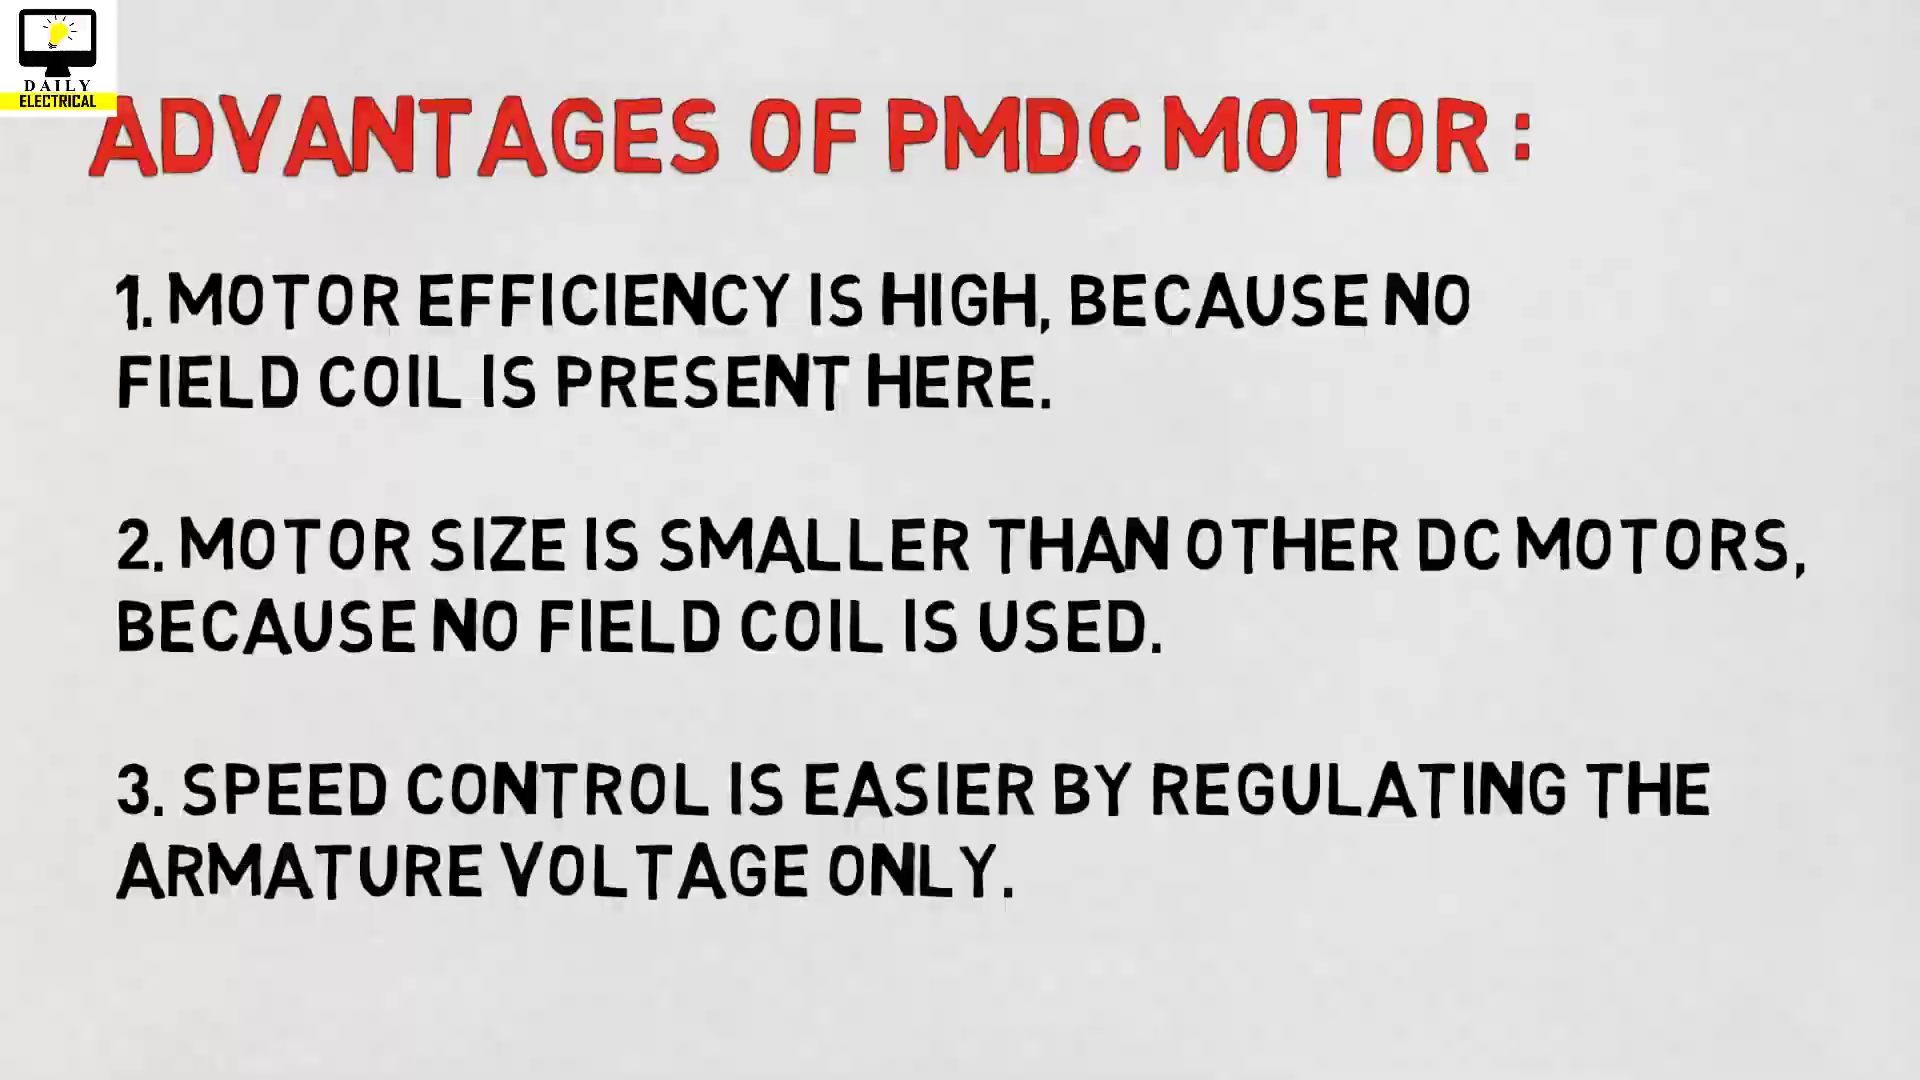 DAILY
ELECTRICAL
ADVANTAGES OF PMDC MOTOR :
1. MOTOR EFFICIENCY IS HIGH, BECAUSE NO
FIELD COIL IS PRESENT HERE.
2. MOTOR SIZE IS SMALLER THAN OTHER DC MOTORS,
BECAUSE NO FIELD COIL IS USED.
3. SPEED CONTROL IS EASIER BY REGULATING THE
ARMATURE VOLTAGE ONLY.